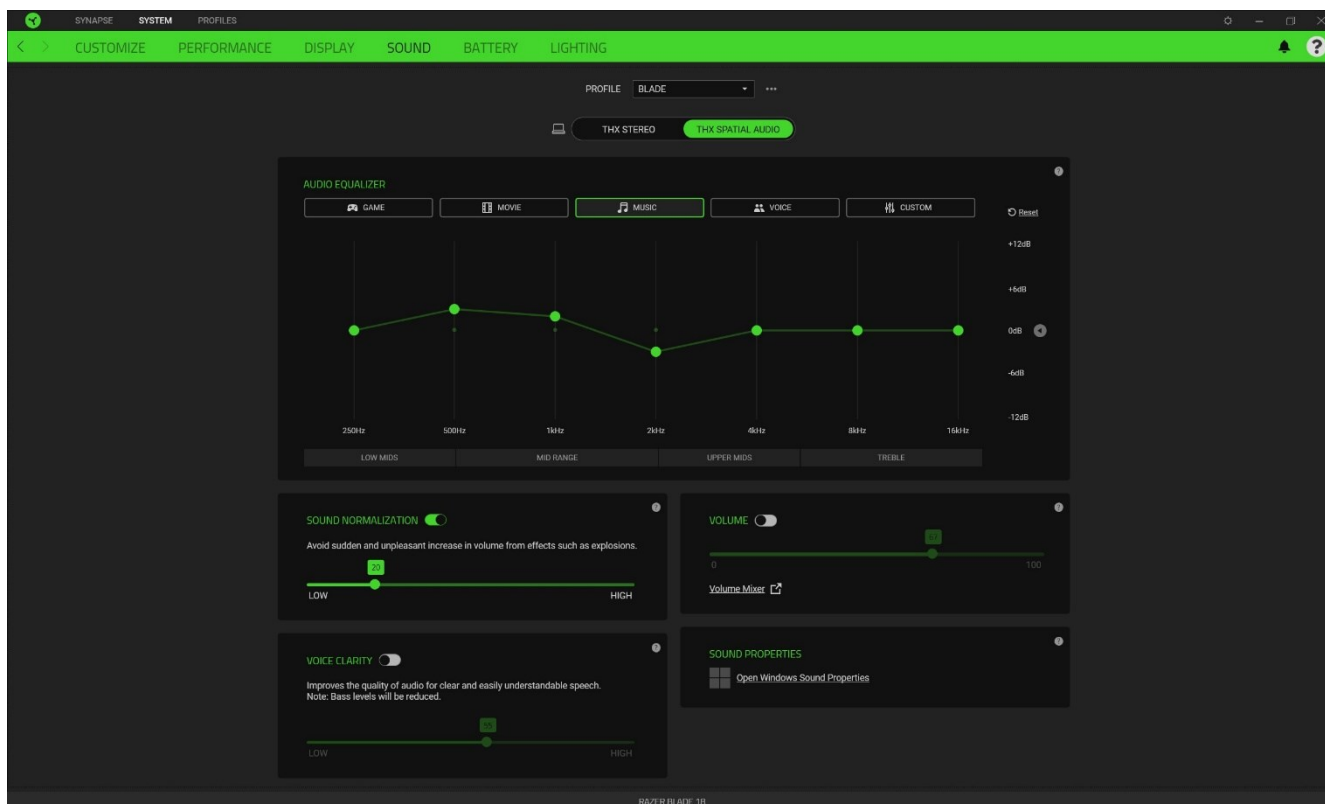 SYNAPSE SYSTEM PROFILES
CUSTOMIZE PERFORMANCE DISPLAY SOUND BATTERY LIGHTING
PROFILE BLADE
THX STEREO THX SPATIAL AUDIO
AUDIO EQUALIZER
GAME MOVIE MUSIC VOICE CUSTOM
Reset
+12dB
+6dB
0dB
-6dB
-12dB
250Hz 500Hz 1kHz 2kHz 4kHz 8kHz 16kHz
LOW MIDS MID RANGE UPPER MIDS TREBLE
SOUND NORMALIZATION
Avoid sudden and unpleasant increase in volume from effects such as explosions.
20
LOW HIGH
VOICE CLARITY
Improves the quality of audio for clear and easily understandable speech.
Note: Bass levels will be reduced.
LOW HIGH
VOLUME
67
0 100
Volume Mixer
SOUND PROPERTIES
Open Windows Sound Properties
RAZER BLADE 18